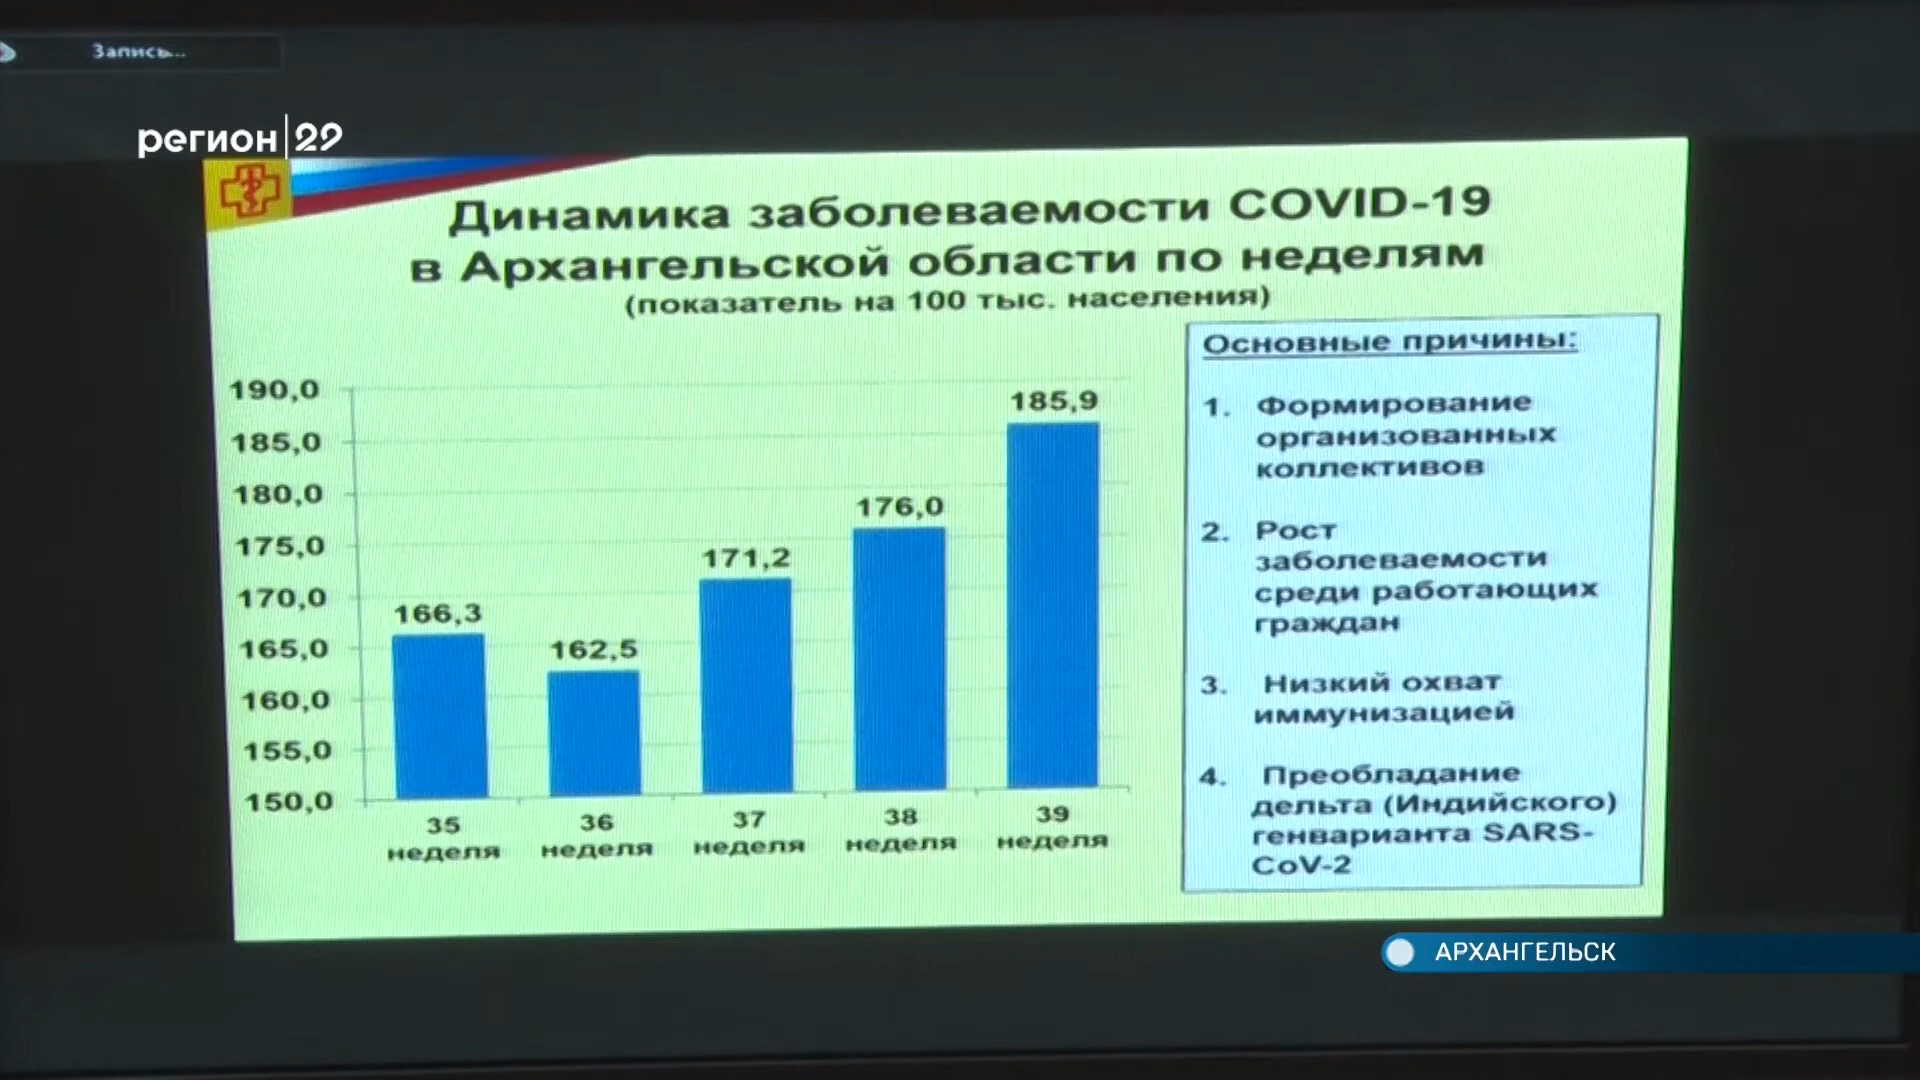 Запись...
регион|29
Динамика заболеваемости COVID-19
в Архангельской области по неделям
(показатель на 100 тыс. населения)
190,0
185,0
180,0
175,0
170,0
165,0
160,0
155,0
150,0
166,3
162,5
171,2
176,0
185,9
35
неделя
36
неделя
37
неделя
38
неделя
39
неделя
Основные причины:
1. Формирование
организованных
коллективов
2. Рост
заболеваемости
среди работающих
граждан
3. Низкий охват
иммунизацией
4. Преобладание
дельта (Индийского)
генварианта SARS-
CoV-2
АРХАНГЕЛЬСК